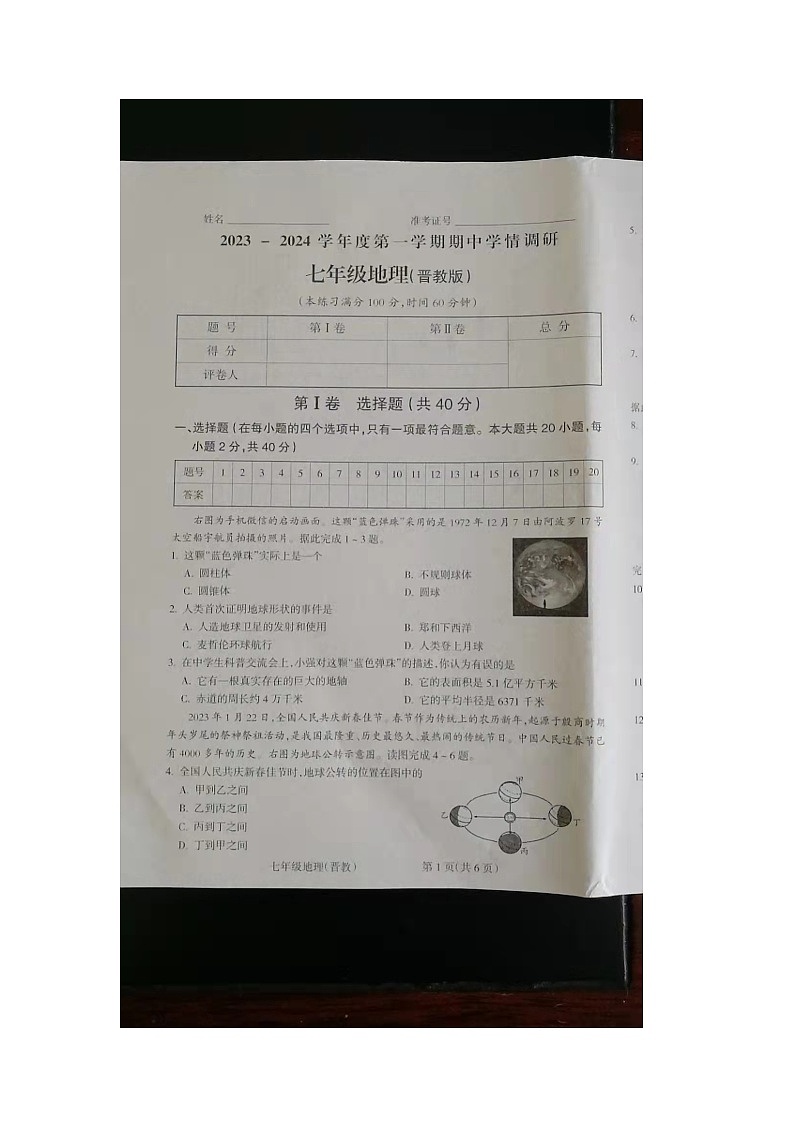 姓名 准考证号
2023 - 2024 学年度第一学期期中学情调研
七年级地理(晋教版)
(本练习满分 100 分,时间 60 分钟)
题 号 第Ⅰ卷 第Ⅱ卷 总 分
得 分
评卷人
第Ⅰ卷 选择题(共 40 分)
一、选择题(在每小题的四个选项中,只有一项最符合题意。本大题共 20 小题,每
小题 2 分,共 40 分)
题号 1 2 3 4 5 6 7 8 9 10 11 12 13 14 15 16 17 18 19 20
答案
右图为手机微信的启动画面。这颗“蓝色弹珠”采用的是 1972 年 12 月 7 日由阿波罗 17 号
太空船宇航员拍摄的照片。据此完成 1~3 题。
1. 这颗“蓝色弹珠”实际上是一个
A. 圆柱体 B. 不规则球体
C. 圆锥体 D. 圆球
2. 人类首次证明地球形状的事件是
A. 人造地球卫星的发射和使用 B. 郑和下西洋
C. 麦哲伦环球航行 D. 人类登上月球
3. 在中学生科普交流会上,小强对这颗“蓝色弹珠”的描述,你认为有误的是
A. 它有一根真实存在的巨大的地轴 B. 它的表面积是 5.1 亿平方千米
C. 赤道的周长约 4 万千米 D. 它的平均半径是 6371 千米
2023 年 1 月 22 日,全国人民共庆新春佳节。春节作为传统上的农历新年,起源于殷商时期
年头岁尾的祭神祭祖活动,是我国最隆重、历史最悠久、最热闹的传统节日。中国人民过春节已
有 4000 多年的历史。右图为地球公转示意图。读图完成 4~6 题。
4. 全国人民共庆新春佳节时,地球公转的位置在图中的
A. 甲到乙之间
B. 乙到丙之间
C. 丙到丁之间
D. 丁到甲之间
甲
乙
丁
丙
七年级地理(晋教) 第 1 页(共 6 页)
5.
6.
7.
据此
8.
9.
完
10
11
12
13